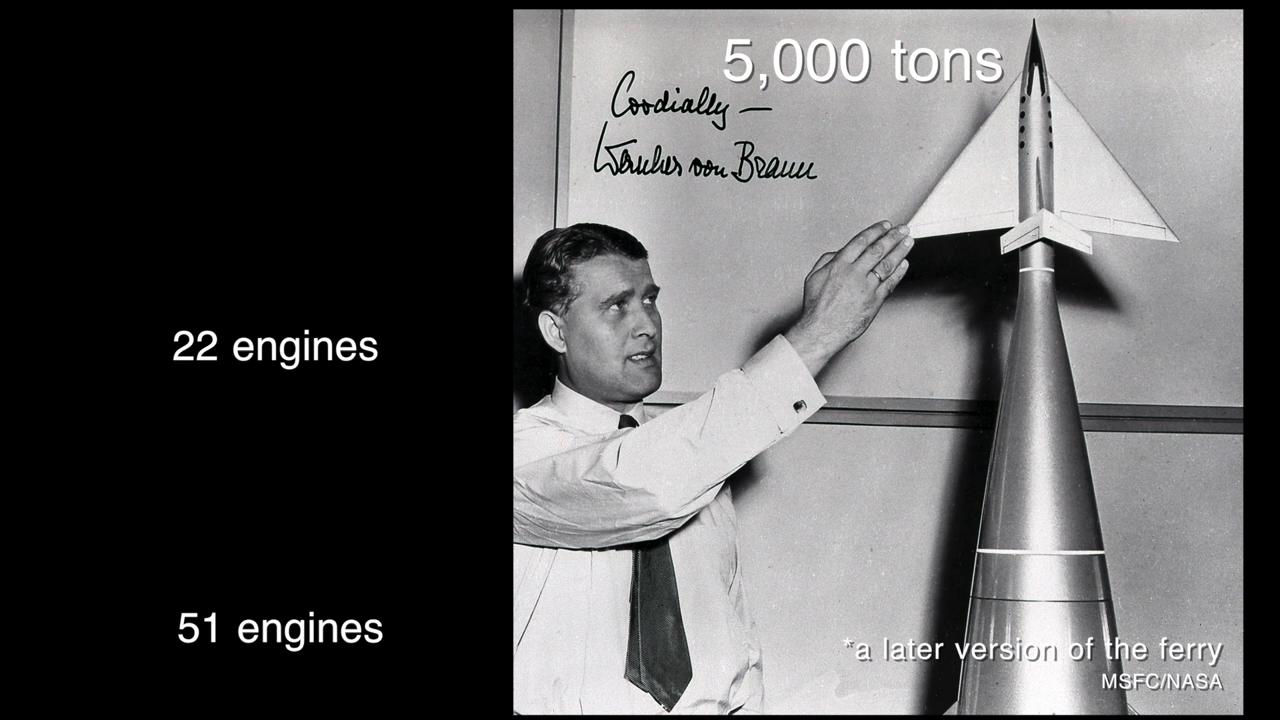 5,000 tons
Cordially —
Wernher von Braun
22 engines
51 engines
*a later version of the ferry
MSFC/NASA